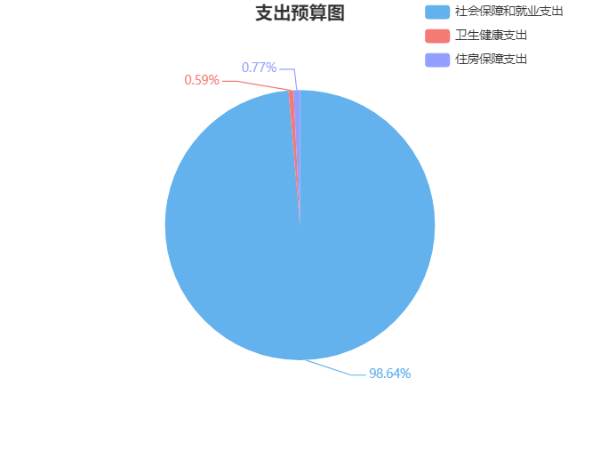 支出预算图
社会保障和就业支出
卫生健康支出
住房保障支出
0.77%
0.59%
98.64%